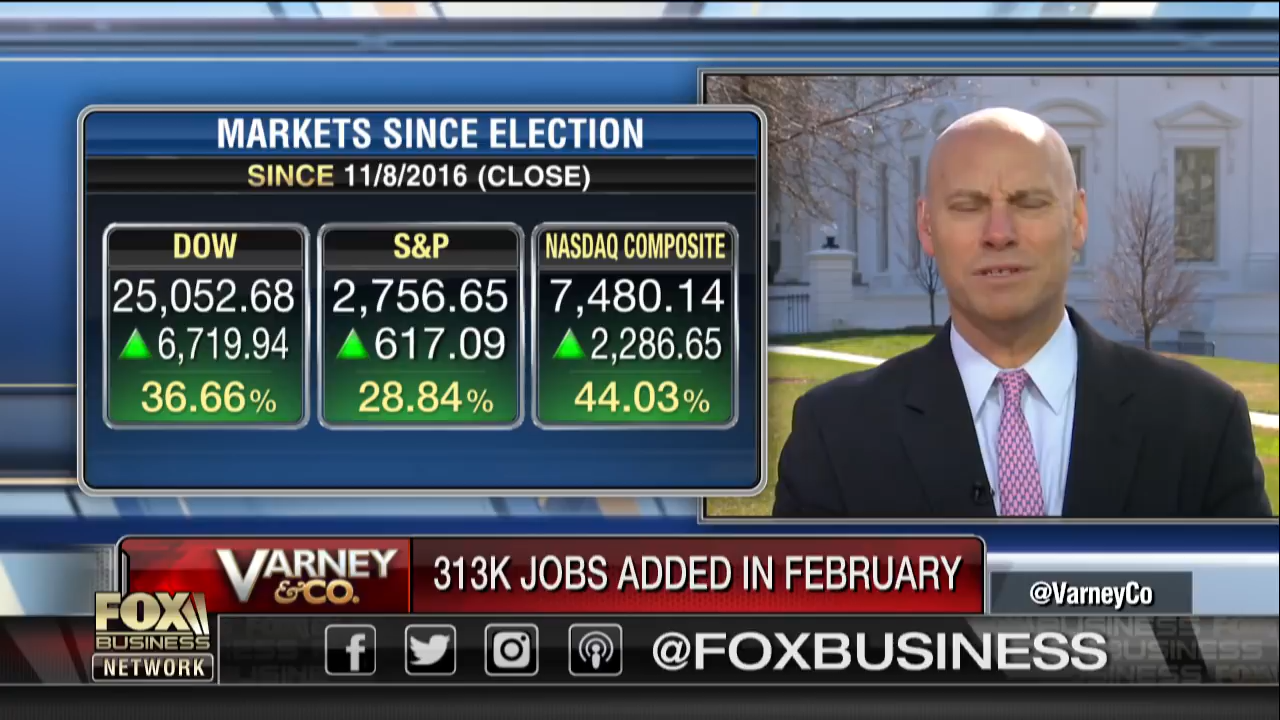 MARKETS SINCE ELECTION
SINCE 11/8/2016 (CLOSE)
DOW
25,052.68
6,719.94
36.66%
S&P
2,756.65
617.09
28.84%
NASDAQ COMPOSITE
7,480.14
2,286.65
44.03%
VARNEY
&CO.
313K JOBS ADDED IN FEBRUARY
@VarneyCo
FOX
BUSINESS
NETWORK
@FOXBUSINESS